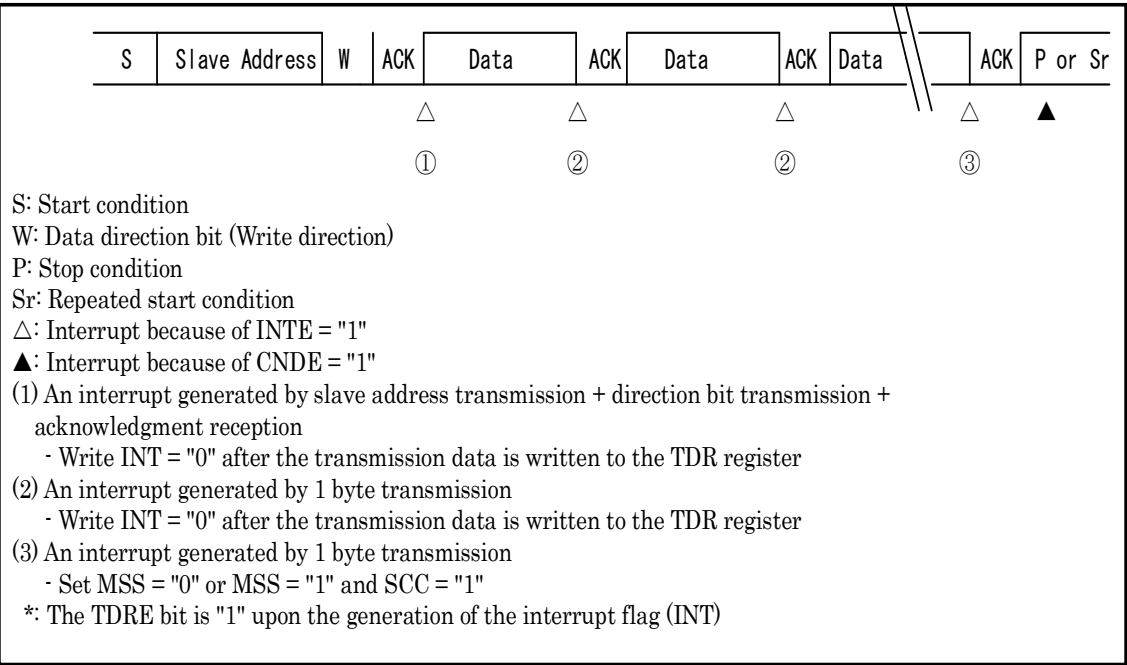 S Slave Address W ACK Data ACK Data ACK Data ACK P or Sr
△ △ △ △ ▲
① ② ② ③
S: Start condition
W: Data direction bit (Write direction)
P: Stop condition
Sr: Repeated start condition
△: Interrupt because of INTE = "1"
▲: Interrupt because of CNDE = "1"
(1) An interrupt generated by slave address transmission + direction bit transmission +
acknowledgment reception
- Write INT = "0" after the transmission data is written to the TDR register
(2) An interrupt generated by 1 byte transmission
- Write INT = "0" after the transmission data is written to the TDR register
(3) An interrupt generated by 1 byte transmission
- Set MSS = "0" or MSS = "1" and SCC = "1"
*: The TDRE bit is "1" upon the generation of the interrupt flag (INT)